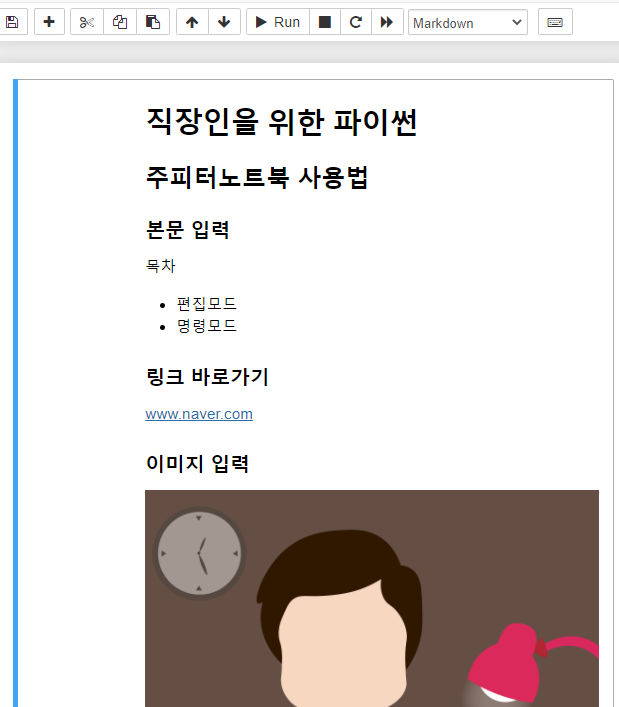 Run
Markdown
직장인을 위한 파이썬
주피터노트북 사용법
본문 입력
목차
편집모드
명령모드
링크 바로가기
www.naver.com
이미지 입력